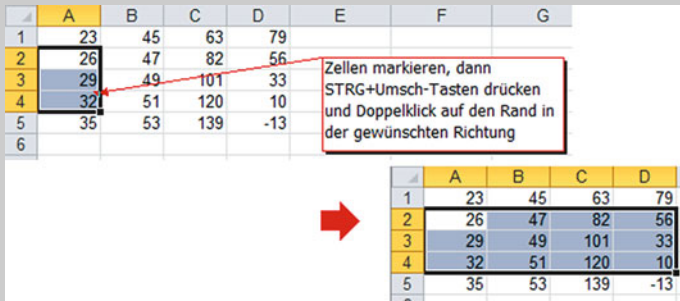 A B C D E F G
1 23 45 63 79
2 26 47 82 56
3 29 49 101 33
4 32 51 120 10
5 35 53 139 -13
6
Zellen markieren, dann
STRG+Umsch-Tasten drücken
und Doppelklick auf den Rand in
der gewünschten Richtung
A B C D
1 23 45 63 79
2 26 47 82 56
3 29 49 101 33
4 32 51 120 10
5 35 53 139 -13